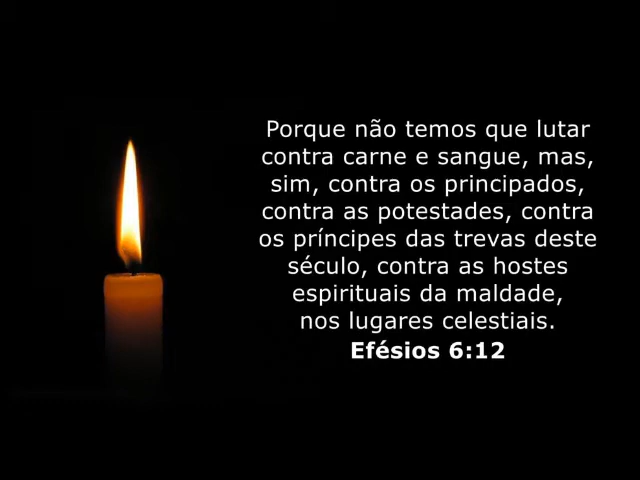 Porque não temos que lutar
contra carne e sangue, mas,
sim, contra os principados,
contra as potestades, contra
os príncipes das trevas deste
século, contra as hostes
espirituais da maldade,
nos lugares celestiais.
Efésios 6:12